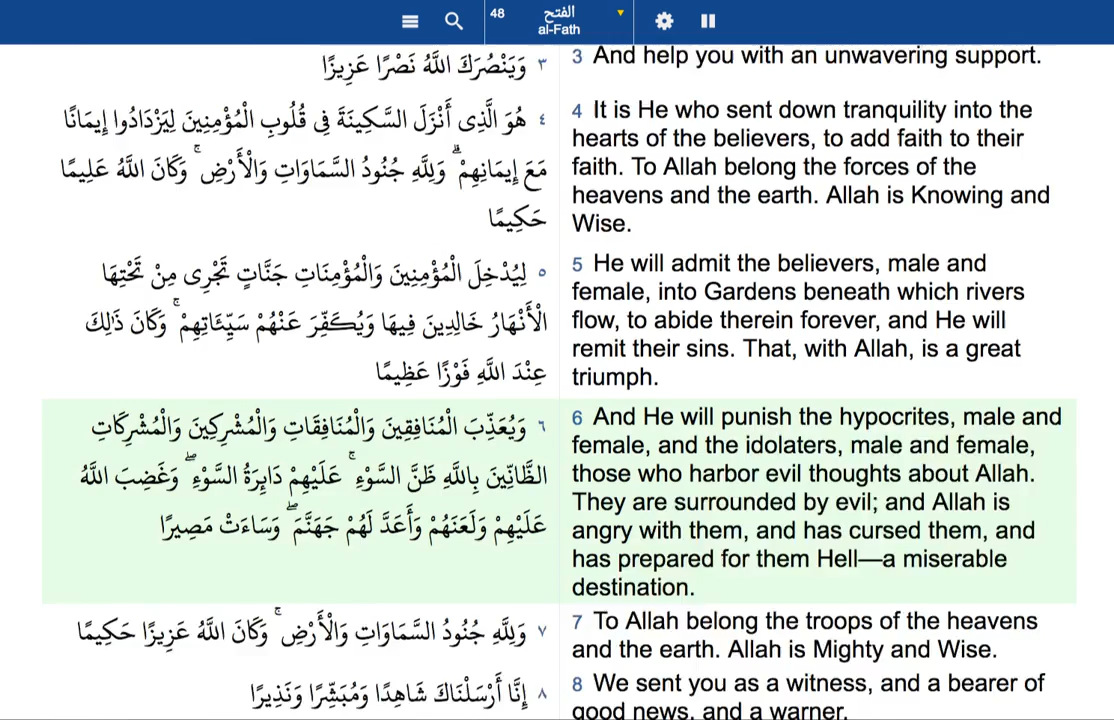 48
الفتح
al-Fath
٣ وَيَنْصُرَكَ اللَّهُ نَصْرًا عَزِيزًا
3 And help you with an unwavering support.
٤ هُوَ الَّذِى أَنْزَلَ السَّكِينَةَ فِى قُلُوبِ الْمُؤْمِنِينَ لِيَزْدَادُوا إِيمَانًا
مَعَ إِيمَانِهِمْ ۗ وَلِلَّهِ جُنُودُ السَّمَاوَاتِ وَالْأَرْضِ ۚ وَكَانَ اللَّهُ عَلِيمًا
حَكِيمًا
4 It is He who sent down tranquility into the
hearts of the believers, to add faith to their
faith. To Allah belong the forces of the
heavens and the earth. Allah is Knowing and
Wise.
٥ لِيُدْخِلَ الْمُؤْمِنِينَ وَالْمُؤْمِنَاتِ جَنَّاتٍ تَجْرِى مِنْ تَحْتِهَا
الْأَنْهَارُ خَالِدِينَ فِيهَا وَيُكَفِّرَ عَنْهُمْ سَيِّئَاتِهِمْ ۚ وَكَانَ ذَٰلِكَ
عِنْدَ اللَّهِ فَوْزًا عَظِيمًا
5 He will admit the believers, male and
female, into Gardens beneath which rivers
flow, to abide therein forever, and He will
remit their sins. That, with Allah, is a great
triumph.
٦ وَيُعَذِّبَ الْمُنَافِقِينَ وَالْمُنَافِقَاتِ وَالْمُشْرِكِينَ وَالْمُشْرِكَاتِ
الظَّانِّينَ بِاللَّهِ ظَنَّ السَّوْءِ ۚ عَلَيْهِمْ دَائِرَةُ السَّوْءِ ۖ وَغَضِبَ اللَّهُ
عَلَيْهِمْ وَلَعَنَهُمْ وَأَعَدَّ لَهُمْ جَهَنَّمَ ۖ وَسَاءَتْ مَصِيرًا
6 And He will punish the hypocrites, male and
female, and the idolaters, male and female,
those who harbor evil thoughts about Allah.
They are surrounded by evil; and Allah is
angry with them, and has cursed them, and
has prepared for them Hell—a miserable
destination.
٧ وَلِلَّهِ جُنُودُ السَّمَاوَاتِ وَالْأَرْضِ ۚ وَكَانَ اللَّهُ عَزِيزًا حَكِيمًا
7 To Allah belong the troops of the heavens
and the earth. Allah is Mighty and Wise.
٨ إِنَّا أَرْسَلْنَاكَ شَاهِدًا وَمُبَشِّرًا وَنَذِيرًا
8 We sent you as a witness, and a bearer of
good news, and a warner.